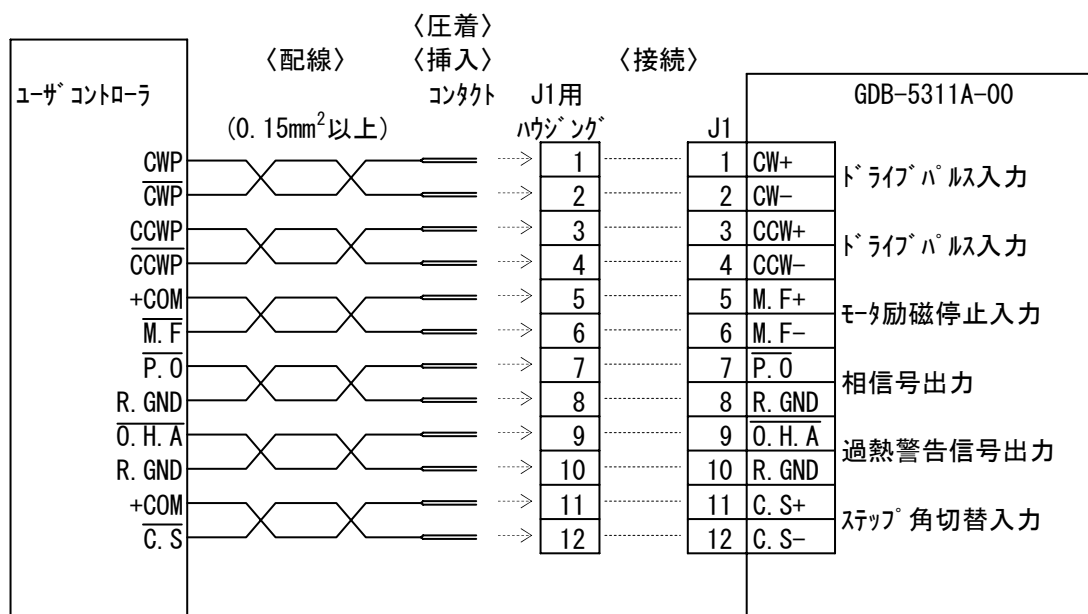 〈圧着〉
〈配線〉 〈挿入〉 〈接続〉
ﾕｰｻﾞｺﾝﾄﾛｰﾗ ｺﾝﾀｸﾄ J1用 GDB-5311A-00
(0.15mm²以上) ﾊｳｼﾞﾝｸﾞ J1
CWP 1 1 CW+
C̅W̅P̅ 2 2 CW-
ﾄﾞﾗｲﾌﾞﾊﾟﾙｽ入力
CCWP 3 3 CCW+
C̅C̅W̅P̅ 4 4 CCW-
ﾄﾞﾗｲﾌﾞﾊﾟﾙｽ入力
+COM 5 5 M.F+
M̅.̅F̅ 6 6 M.F-
ﾓｰﾀ励磁停止入力
P̅.̅O̅ 7 7 P̅.̅O̅
R.GND 8 8 R.GND
相信号出力
O̅.̅H̅.̅A̅ 9 9 O̅.̅H̅.̅A̅
R.GND 10 10 R.GND
過熱警告信号出力
+COM 11 11 C.S+
C̅.̅S̅ 12 12 C.S-
ｽﾃｯﾌﾟ角切替入力